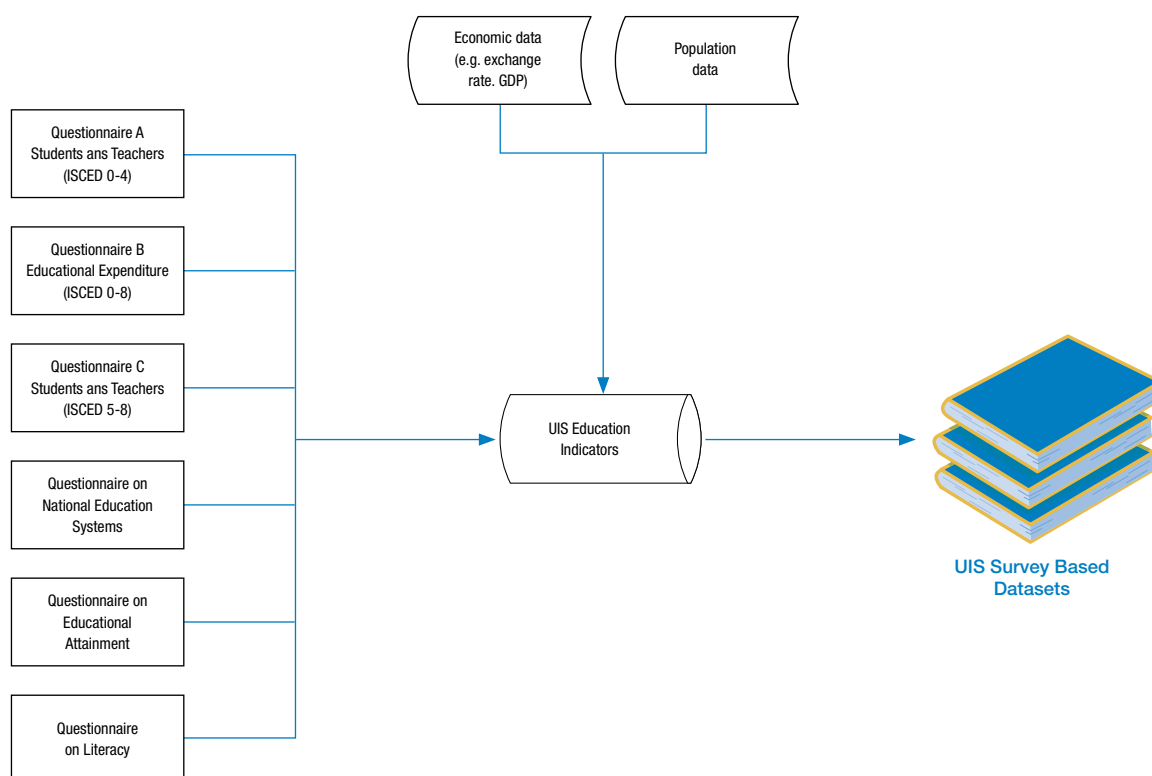 Economic data
(e.g. exchange
rate. GDP)
Population
data
Questionnaire A
Students ans Teachers
(ISCED 0-4)
Questionnaire B
Educational Expenditure
(ISCED 0-8)
Questionnaire C
Students ans Teachers
(ISCED 5-8)
UIS Education
Indicators
Questionnaire on
National Education
Systems
UIS Survey Based
Datasets
Questionnaire on
Educational
Attainment
Questionnaire
on Literacy